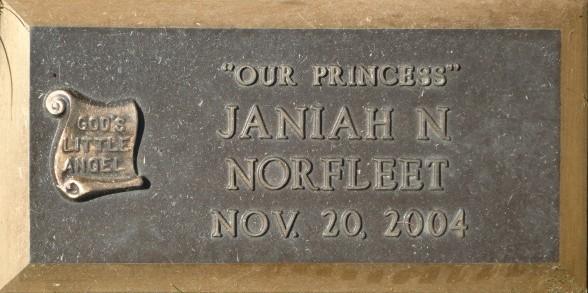 GOD'S
LITTLE
ANGEL
"OUR PRINCESS"
JANIAH N
NORFLEET
NOV. 20, 2004